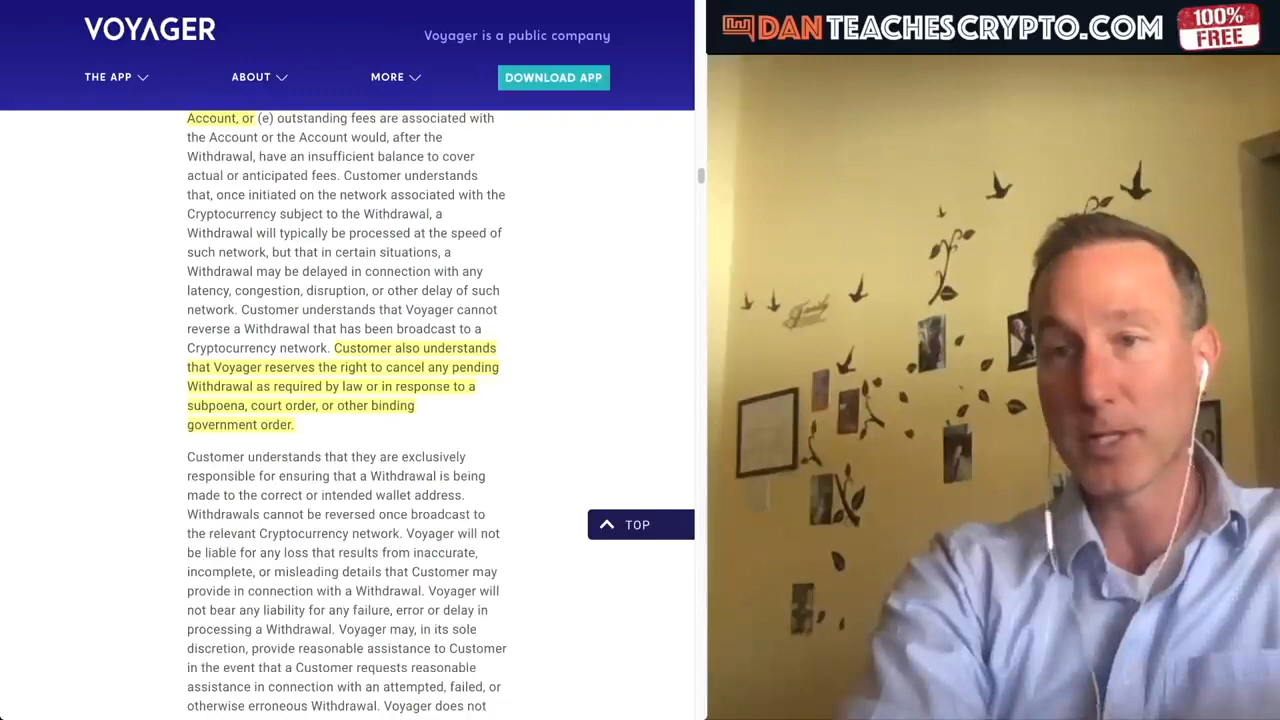 VOYAGER
Voyager is a public company
THE APP
ABOUT
MORE
DOWNLOAD APP
Account, or (e) outstanding fees are associated with
the Account or the Account would, after the
Withdrawal, have an insufficient balance to cover
actual or anticipated fees. Customer understands
that, once initiated on the network associated with the
Cryptocurrency subject to the Withdrawal, a
Withdrawal will typically be processed at the speed of
such network, but that in certain situations, a
Withdrawal may be delayed in connection with any
latency, congestion, disruption, or other delay of such
network. Customer understands that Voyager cannot
reverse a Withdrawal that has been broadcast to a
Cryptocurrency network. Customer also understands
that Voyager reserves the right to cancel any pending
Withdrawal as required by law or in response to a
subpoena, court order, or other binding
government order.
Customer understands that they are exclusively
responsible for ensuring that a Withdrawal is being
made to the correct or intended wallet address.
Withdrawals cannot be reversed once broadcast to
the relevant Cryptocurrency network. Voyager will not
be liable for any loss that results from inaccurate,
incomplete, or misleading details that Customer may
provide in connection with a Withdrawal. Voyager will
not bear any liability for any failure, error or delay in
processing a Withdrawal. Voyager may, in its sole
discretion, provide reasonable assistance to Customer
in the event that a Customer requests reasonable
assistance in connection with an attempted, failed, or
otherwise erroneous Withdrawal. Voyager does not
TOP
DANTEACHESCRYPTO.COM
100%
FREE